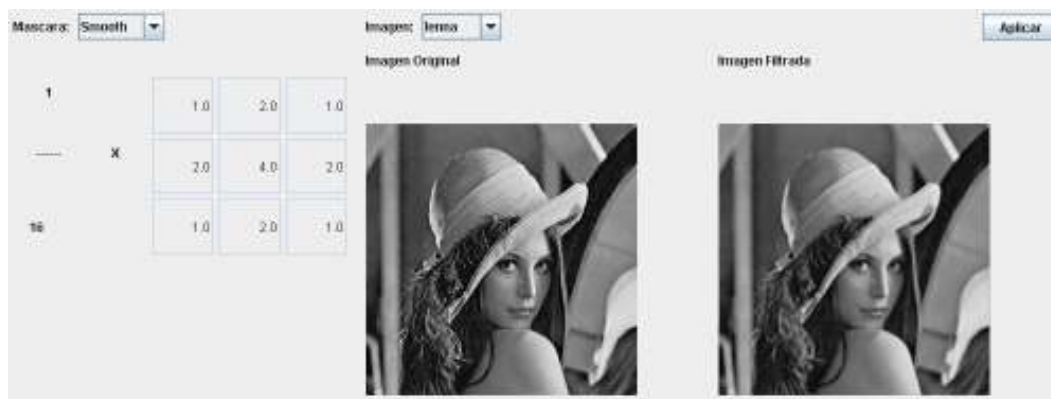 Mascara: Smooth
Imagen: lenna
Aplicar
Imagen Original
Imagen Filtrada
1
1.0 2.0 1.0
----- X
2.0 4.0 2.0
16
1.0 2.0 1.0